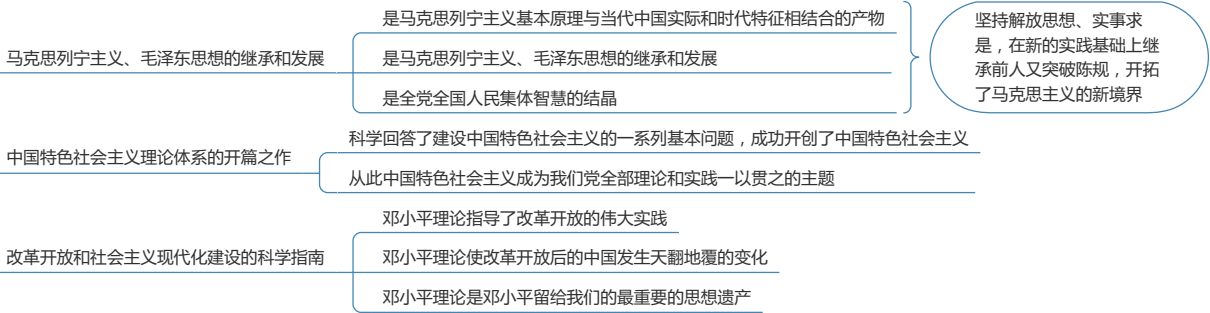 马克思列宁主义、毛泽东思想的继承和发展
是马克思列宁主义基本原理与当代中国实际和时代特征相结合的产物
是马克思列宁主义、毛泽东思想的继承和发展
是全党全国人民集体智慧的结晶
坚持解放思想、实事求
是，在新的实践基础上继
承前人又突破陈规，开拓
了马克思主义的新境界
中国特色社会主义理论体系的开篇之作
科学回答了建设中国特色社会主义的一系列基本问题，成功开创了中国特色社会主义
从此中国特色社会主义成为我们党全部理论和实践一以贯之的主题
改革开放和社会主义现代化建设的科学指南
邓小平理论指导了改革开放的伟大实践
邓小平理论使改革开放后的中国发生天翻地覆的变化
邓小平理论是邓小平留给我们的最重要的思想遗产